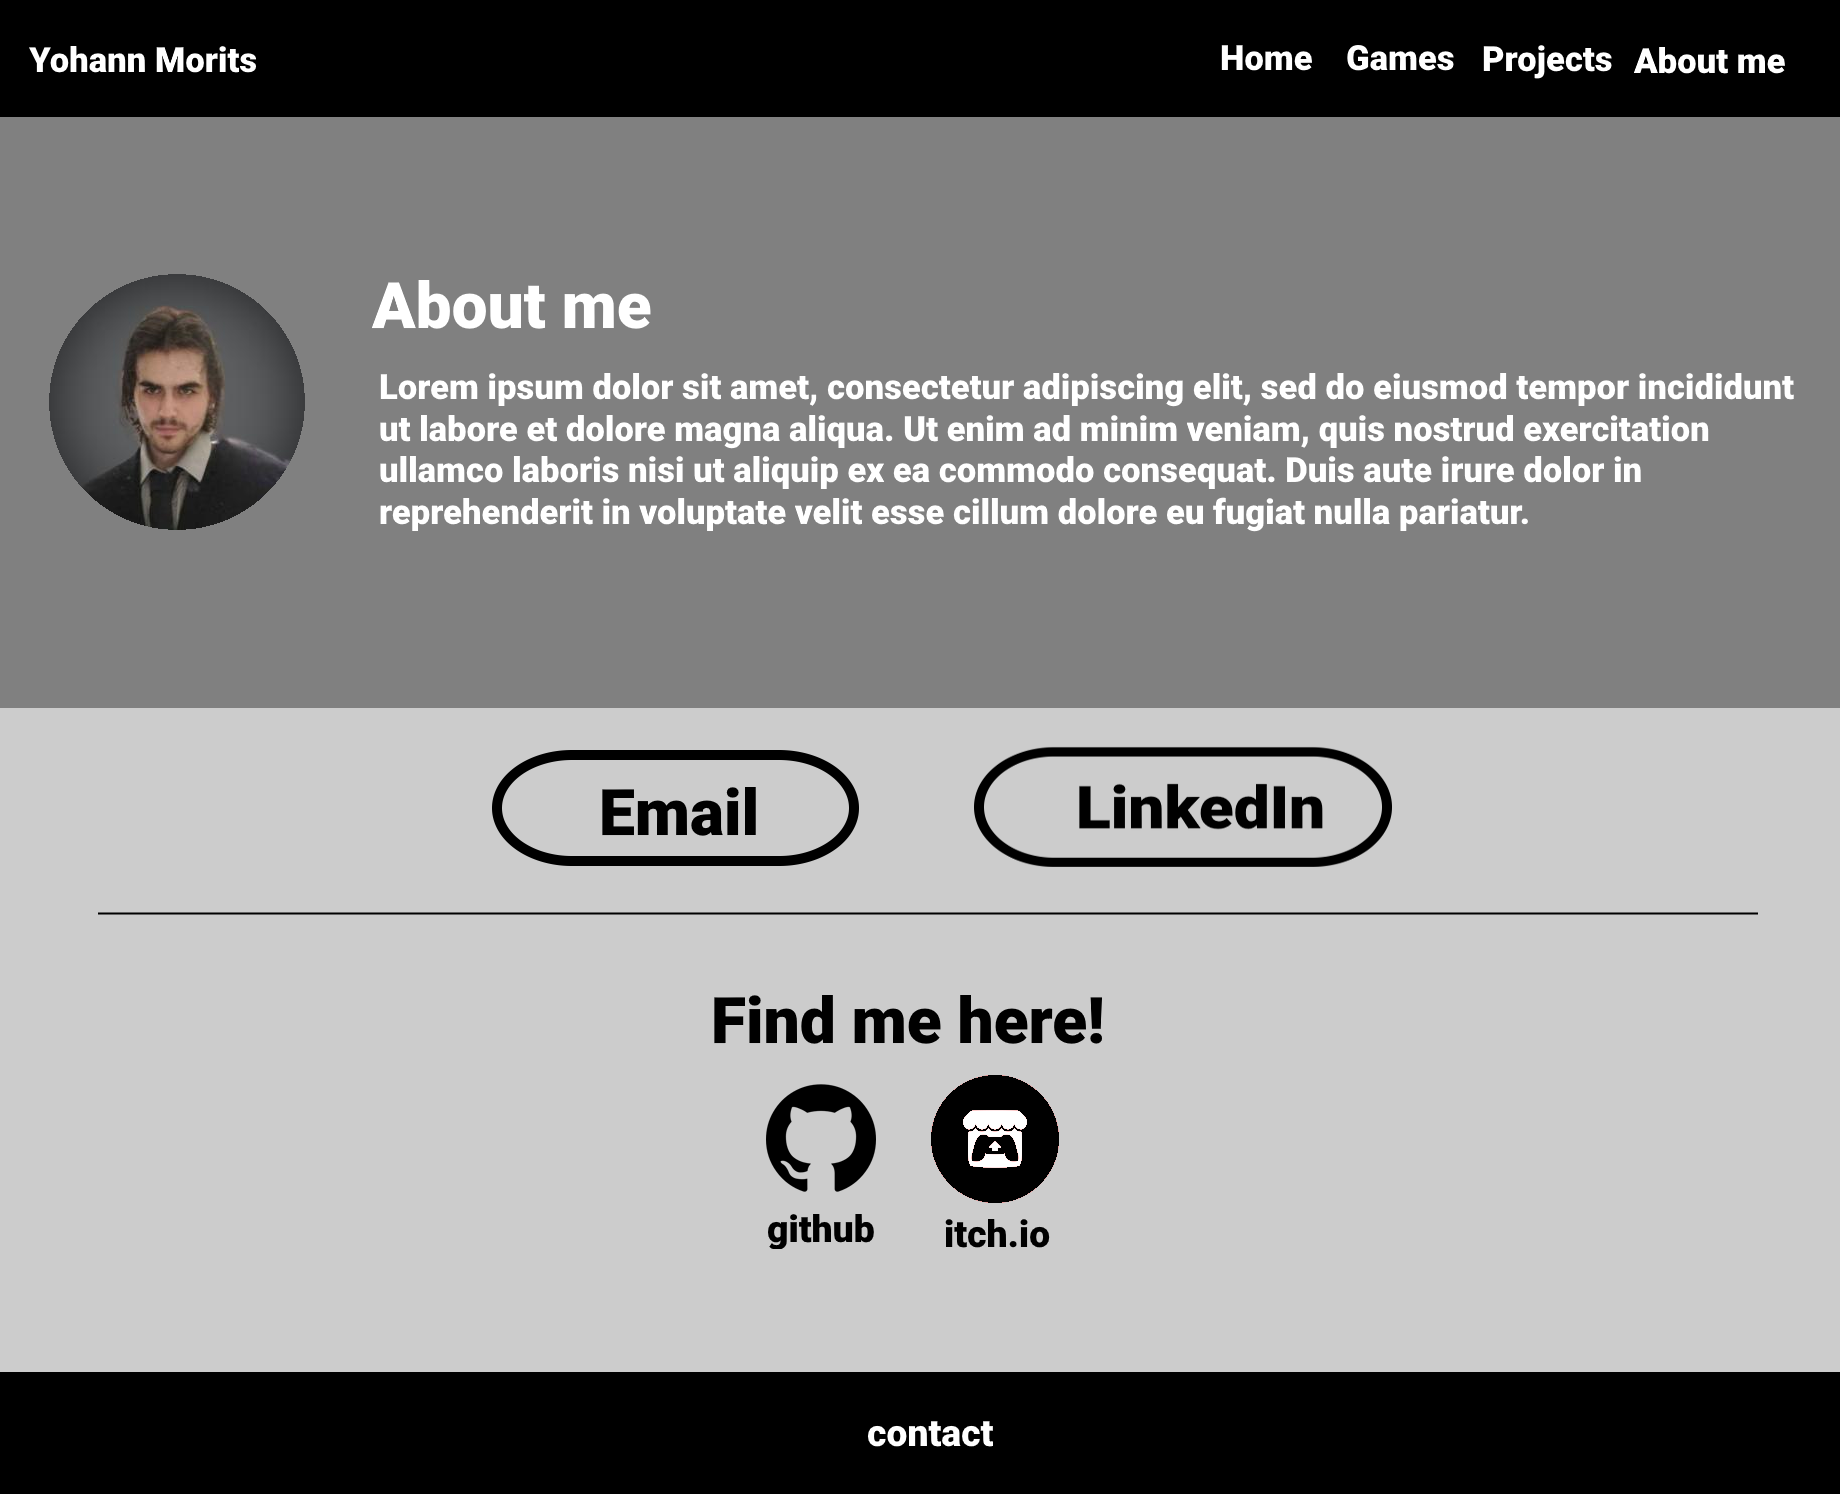 Yohann Morits
Home Games Projects About me
About me
Lorem ipsum dolor sit amet, consectetur adipiscing elit, sed do eiusmod tempor incididunt
ut labore et dolore magna aliqua. Ut enim ad minim veniam, quis nostrud exercitation
ullamco laboris nisi ut aliquip ex ea commodo consequat. Duis aute irure dolor in
reprehenderit in voluptate velit esse cillum dolore eu fugiat nulla pariatur.
Email
LinkedIn
Find me here!
github
itch.io
contact